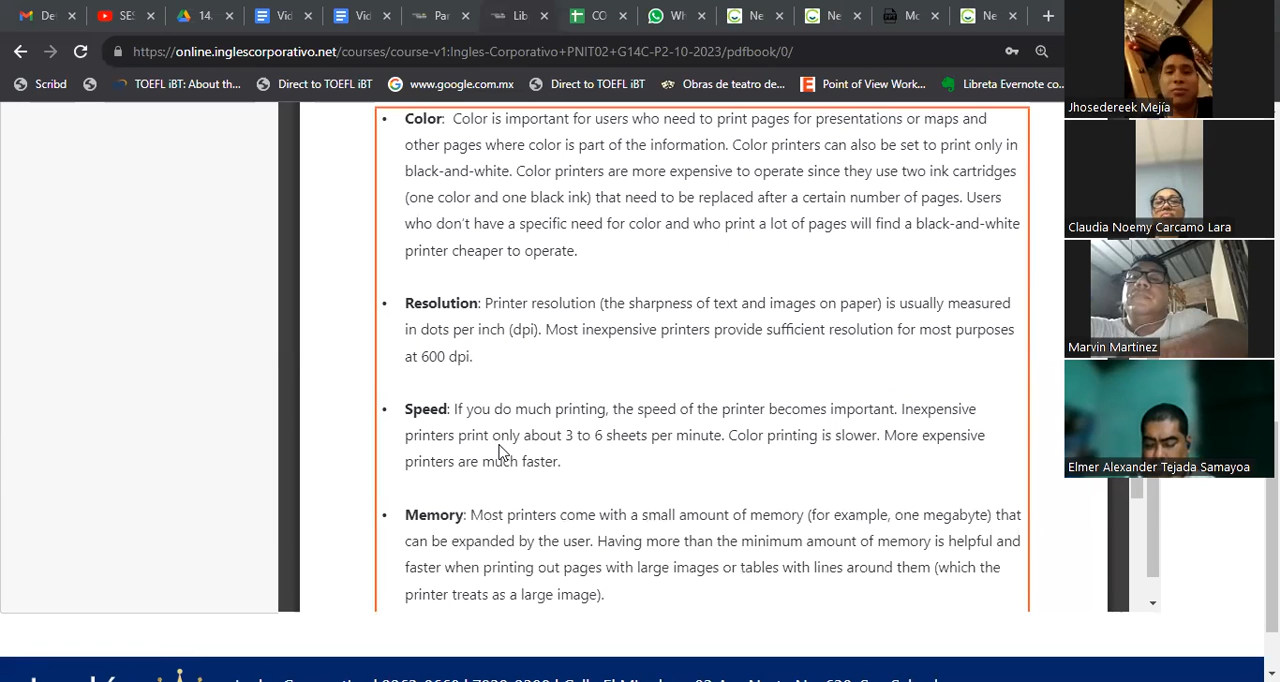 De
SE
14.
Vid
Vid
Par
Lib
CO
Wh
Ne
Ne
Mc
Ne
https://online.inglescorporativo.net/courses/course-v1:Ingles-Corporativo+PNIT02+G14C-P2-10-2023/pdfbook/0/
Scribd
TOEFL iBT: About th...
Direct to TOEFL iBT
www.google.com.mx
Direct to TOEFL iBT
Obras de teatro de...
Point of View Work...
Libreta Evernote co...
• Color: Color is important for users who need to print pages for presentations or maps and
other pages where color is part of the information. Color printers can also be set to print only in
black-and-white. Color printers are more expensive to operate since they use two ink cartridges
(one color and one black ink) that need to be replaced after a certain number of pages. Users
who don't have a specific need for color and who print a lot of pages will find a black-and-white
printer cheaper to operate.
• Resolution: Printer resolution (the sharpness of text and images on paper) is usually measured
in dots per inch (dpi). Most inexpensive printers provide sufficient resolution for most purposes
at 600 dpi.
• Speed: If you do much printing, the speed of the printer becomes important. Inexpensive
printers print only about 3 to 6 sheets per minute. Color printing is slower. More expensive
printers are much faster.
• Memory: Most printers come with a small amount of memory (for example, one megabyte) that
can be expanded by the user. Having more than the minimum amount of memory is helpful and
faster when printing out pages with large images or tables with lines around them (which the
printer treats as a large image).
Jhosedereek Mejía
Claudia Noemy Carcamo Lara
Marvin Martinez
Elmer Alexander Tejada Samayoa